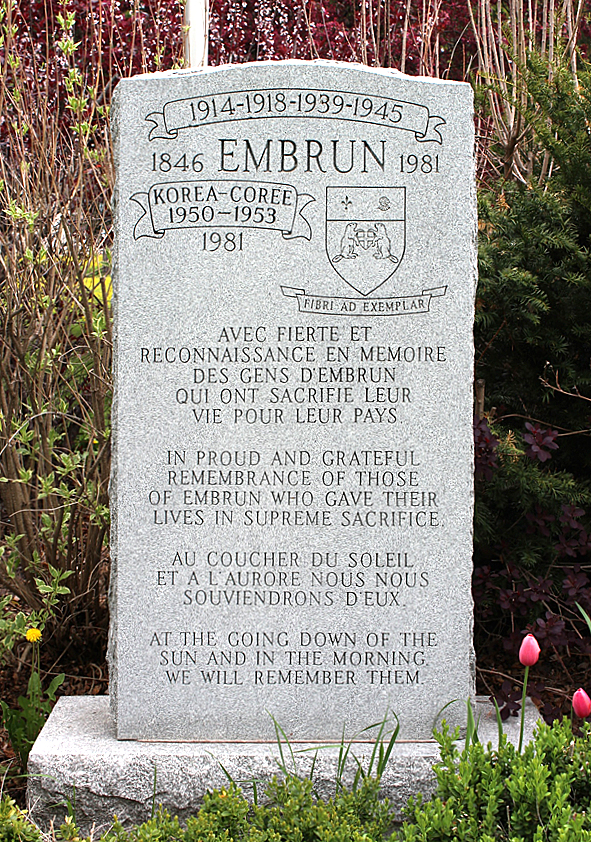 1914-1918-1939-1945
1846 EMBRUN 1981
KOREA-COREE
1950-1953
1981
FIBRI AD EXEMPLAR
AVEC FIERTE ET
RECONNAISSANCE EN MEMOIRE
DES GENS D'EMBRUN
QUI ONT SACRIFIE LEUR
VIE POUR LEUR PAYS.
IN PROUD AND GRATEFUL
REMEMBRANCE OF THOSE
OF EMBRUN WHO GAVE THEIR
LIVES IN SUPREME SACRIFICE.
AU COUCHER DU SOLEIL
ET A L'AURORE NOUS NOUS
SOUVIENDRONS D'EUX.
AT THE GOING DOWN OF THE
SUN AND IN THE MORNING
WE WILL REMEMBER THEM.